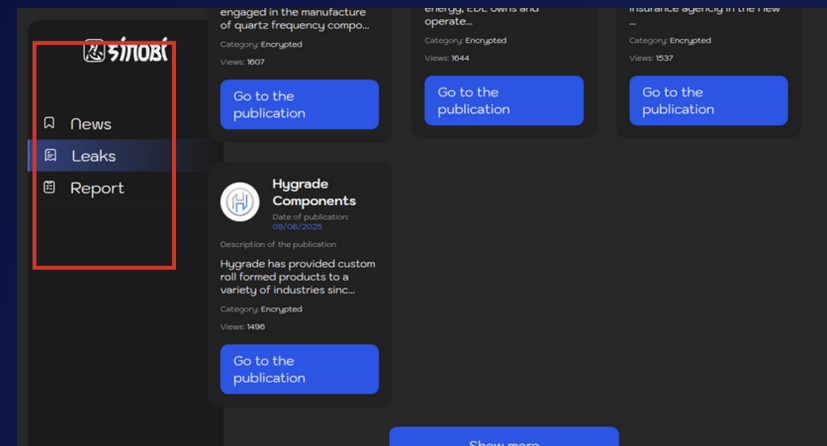 sinobi
News
Leaks
Report
engaged in the manufacture
of quartz frequency compo...
Category: Encrypted
Views: 1607
Go to the
publication
energy, EDL owns and
operate...
Category: Encrypted
Views: 1644
Go to the
publication
insurance agency in the New
...
Category: Encrypted
Views: 1537
Go to the
publication
Hygrade
Components
Date of publication:
09/08/2025
Description of the publication
Hygrade has provided custom
roll formed products to a
variety of industries sinc...
Category: Encrypted
Views: 1496
Go to the
publication
Show more